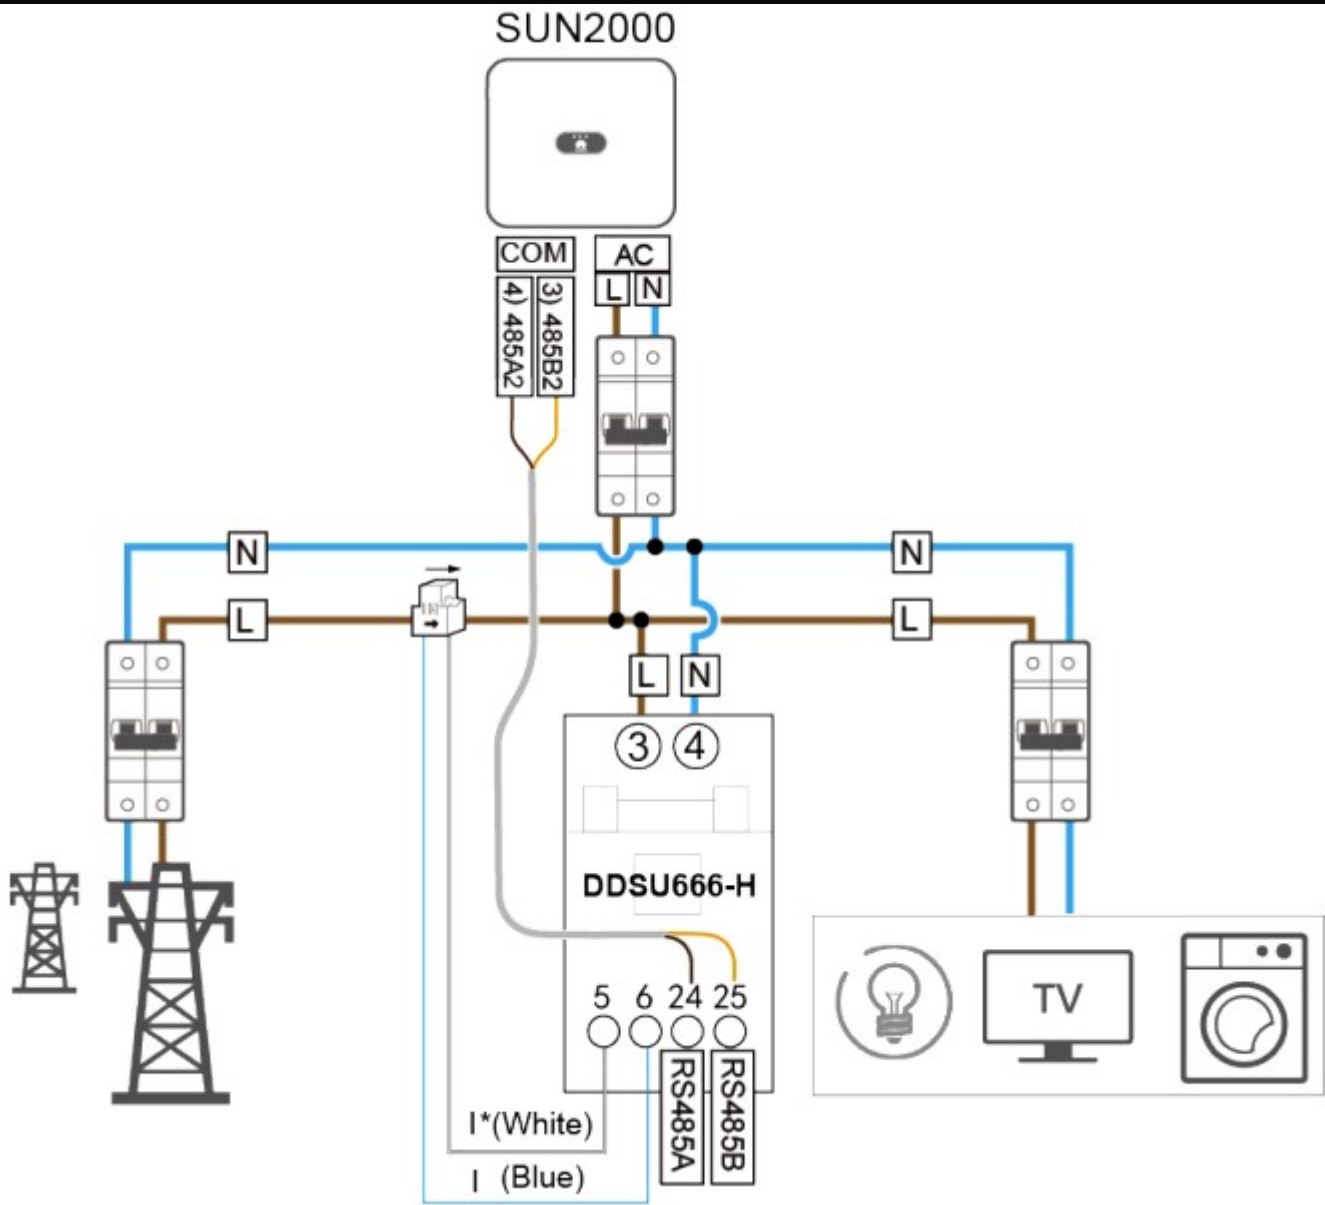 SUN2000
COM
AC
L
N
4) 485A2
3) 485B2
N
N
L
L
L
N
3
4
DDSU666-H
TV
5
6
24
25
RS485A
RS485B
I*(White)
I (Blue)